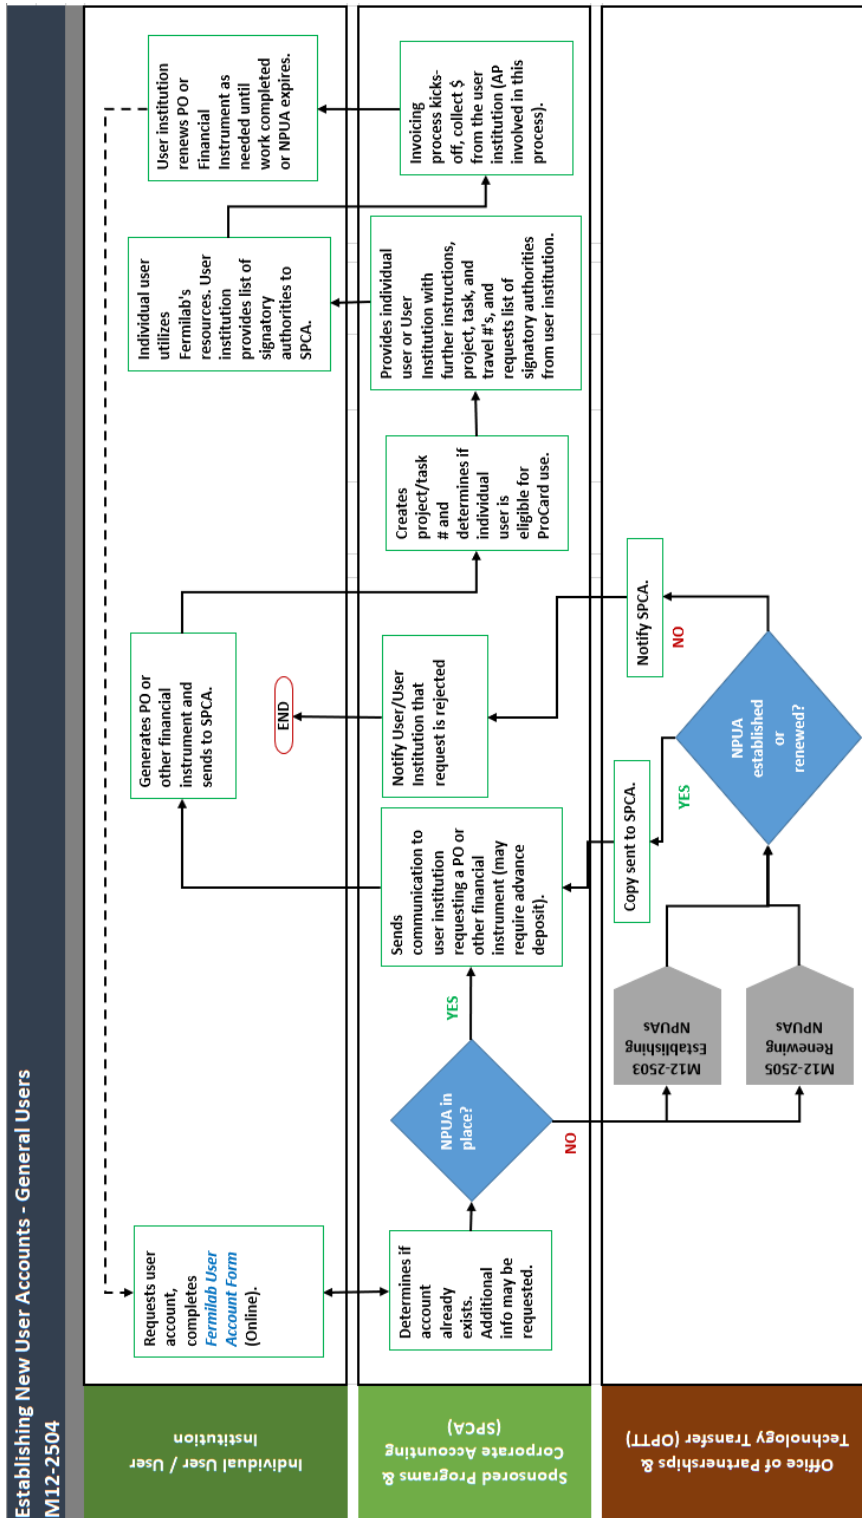 Establishing New User Accounts - General Users
M12-2504
Individual User / User
Institution
Requests user
account,
completes
Fermilab User
Account Form
(Online).
Generates PO or
other financial
instrument and
sends to SPCA.
END
Individual user
utilizes
Fermilab's
resources. User
institution
provides list of
signatory
authorities to
SPCA.
User institution
renews PO or
Financial
Instrument as
needed until
work completed
or NPUA expires.
Sponsored Programs &
Corporate Accounting
(SPCA)
Determines if
account
already
exists.
Additional
info may be
requested.
NPUA in
place?
YES
NO
Sends
communication to
user institution
requesting a PO or
other financial
instrument (may
require advance
deposit).
Notify User/User
Institution that
request is rejected
Creates
project/task
# and
determines if
individual
user is
eligible for
ProCard use.
Provides individual
user or User
Institution with
further instructions,
project, task, and
travel #'s, and
requests list of
signatory authorities
from user institution.
Invoicing
process kicks-
off, collect $
from the user
institution (AP
involved in this
process).
Office of Partnerships &
Technology Transfer (OPTT)
M12-2503
Establishing
NPUAs
M12-2505
Renewing
NPUAs
Copy sent to SPCA.
YES
NPUA
established
or
renewed?
NO
Notify SPCA.